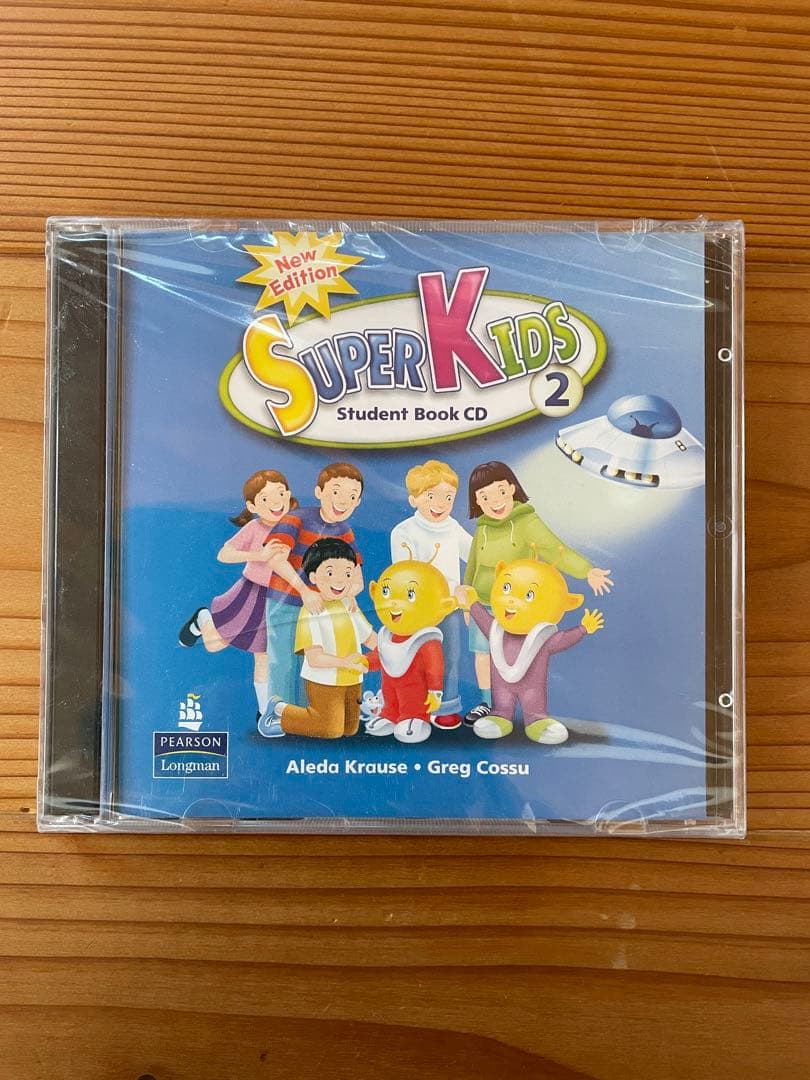 New
Edition
SUPERKIDS
2
Student Book CD
PEARSON
Longman
Aleda Krause • Greg Cossu